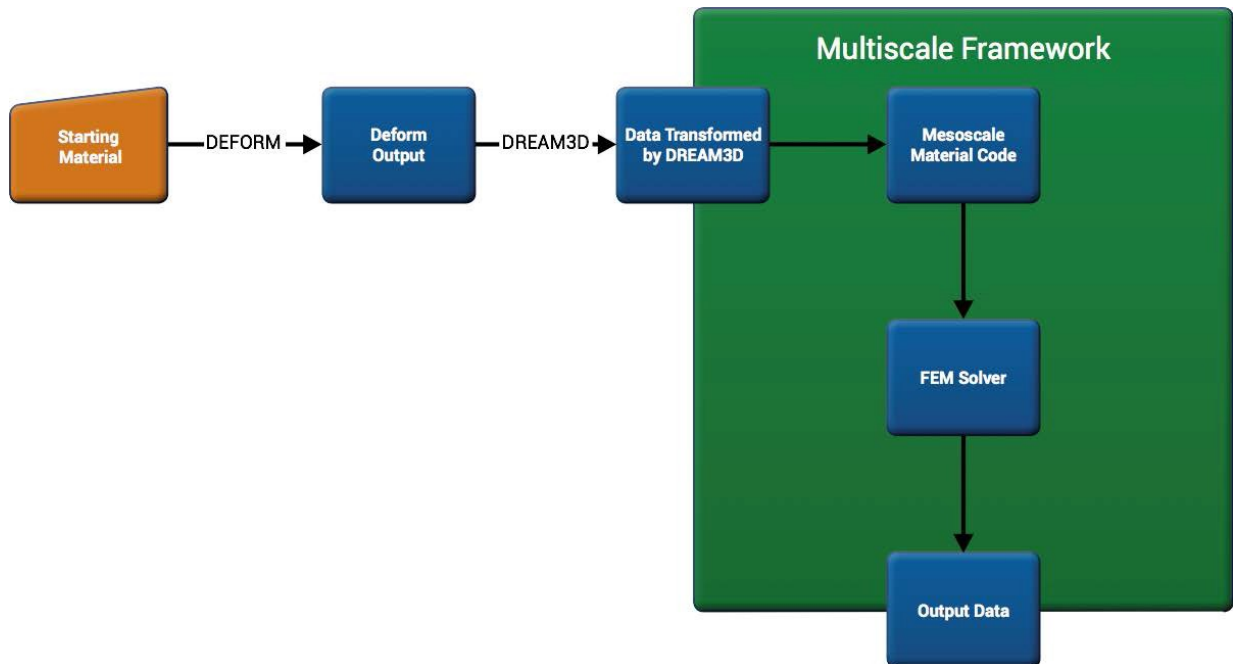 Multiscale Framework
Starting
Material
DEFORM
Deform
Output
DREAM3D
Data Transformed
by DREAM3D
Mesoscale
Material Code
FEM Solver
Output Data